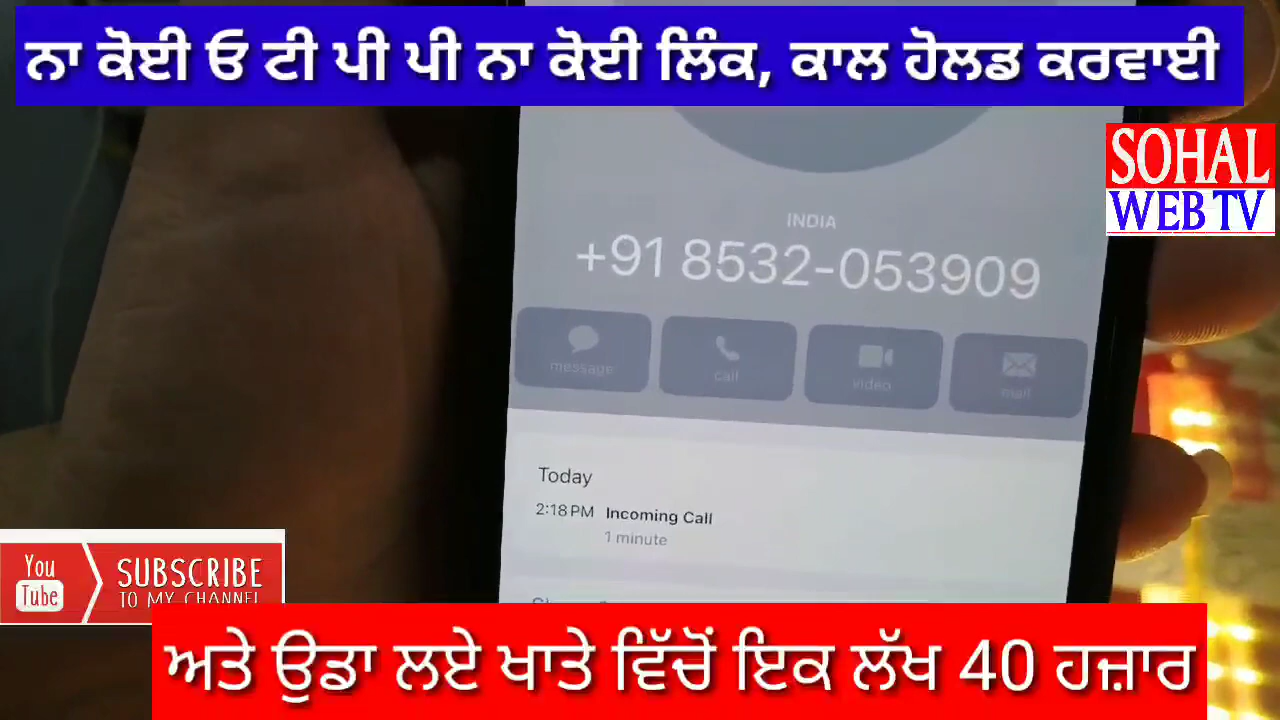 ਨਾ ਕੋਈ ਓ ਟੀ ਪੀ ਪੀ ਨਾ ਕੋਈ ਲਿੰਕ, ਕਾਲ ਹੋਲਡ ਕਰਵਾਈ
SOHAL
WEB TV
INDIA
+91 8532-053909
message call video mail
Today
2:18 PM Incoming Call
1 minute
You
Tube
SUBSCRIBE
TO MY CHANNEL
ਅਤੇ ਉਡਾ ਲਏ ਖਾਤੇ ਵਿੱਚੋਂ ਇਕ ਲੱਖ 40 ਹਜ਼ਾਰ